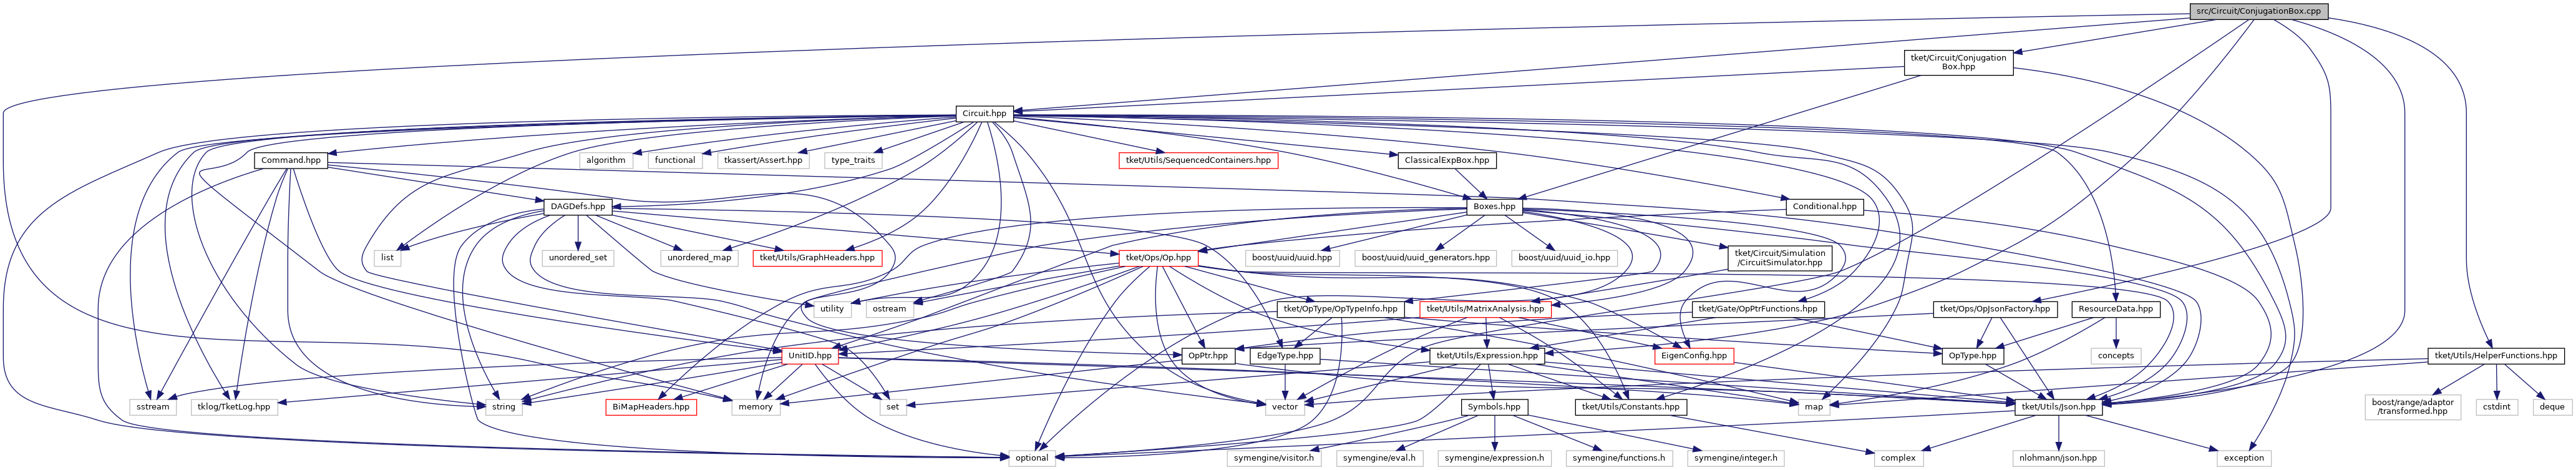 src/Circuit/ConjugationBox.cpp
tket/Circuit/Conjugation
Box.hpp
Circuit.hpp
Command.hpp
algorithm
functional
tkassert/Assert.hpp
type_traits
tket/Utils/SequencedContainers.hpp
ClassicalExpBox.hpp
DAGDefs.hpp
Boxes.hpp
Conditional.hpp
list
unordered_set
unordered_map
tket/Utils/GraphHeaders.hpp
tket/Ops/Op.hpp
boost/uuid/uuid.hpp
boost/uuid/uuid_generators.hpp
boost/uuid/uuid_io.hpp
tket/Circuit/Simulation
/CircuitSimulator.hpp
utility
ostream
tket/OpType/OpTypeInfo.hpp
tket/Utils/MatrixAnalysis.hpp
tket/Gate/OpPtrFunctions.hpp
tket/Ops/OpJsonFactory.hpp
ResourceData.hpp
UnitID.hpp
OpPtr.hpp
EdgeType.hpp
tket/Utils/Expression.hpp
EigenConfig.hpp
OpType.hpp
concepts
tket/Utils/HelperFunctions.hpp
sstream
tklog/TketLog.hpp
string
BiMapHeaders.hpp
memory
set
vector
Symbols.hpp
tket/Utils/Constants.hpp
map
tket/Utils/Json.hpp
boost/range/adaptor
/transformed.hpp
cstdint
deque
optional
symengine/visitor.h
symengine/eval.h
symengine/expression.h
symengine/functions.h
symengine/integer.h
complex
nlohmann/json.hpp
exception